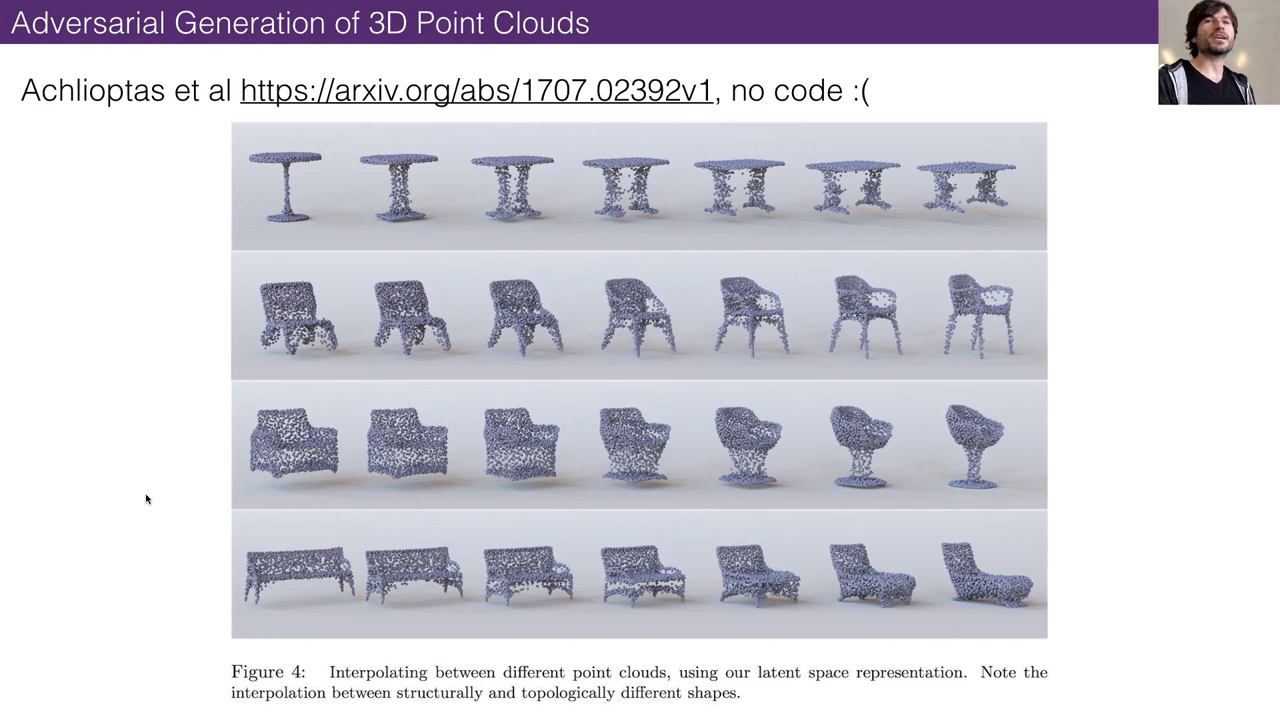 Adversarial Generation of 3D Point Clouds
Achlioptas et al https://arxiv.org/abs/1707.02392v1, no code :(
Figure 4: Interpolating between different point clouds, using our latent space representation. Note the
interpolation between structurally and topologically different shapes.